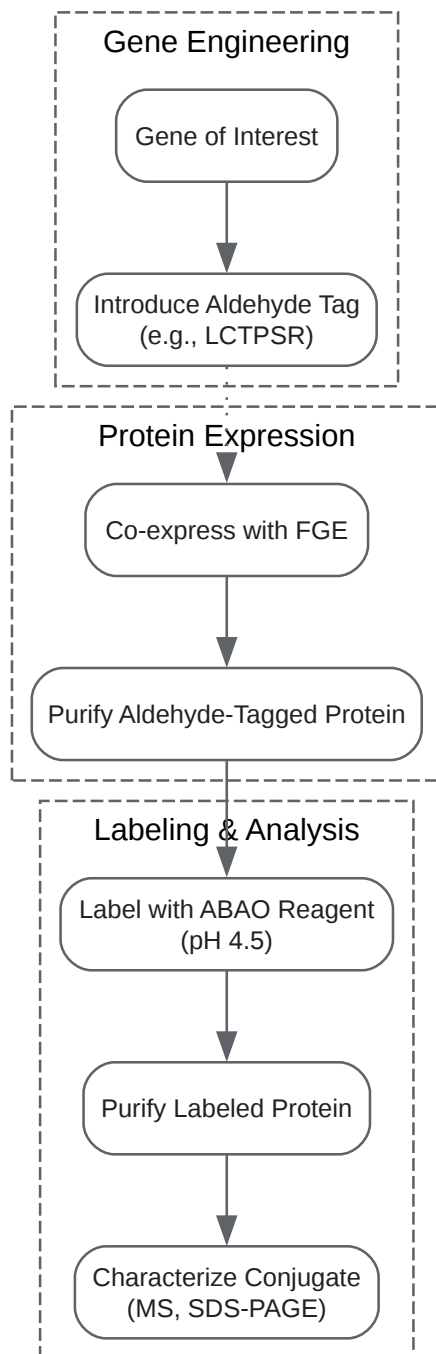 Gene Engineering
Gene of Interest
Introduce Aldehyde Tag
(e.g., LCTPSR)
Protein Expression
Co-express with FGE
Purify Aldehyde-Tagged Protein
Labeling & Analysis
Label with ABAO Reagent
(pH 4.5)
Purify Labeled Protein
Characterize Conjugate
(MS, SDS-PAGE)